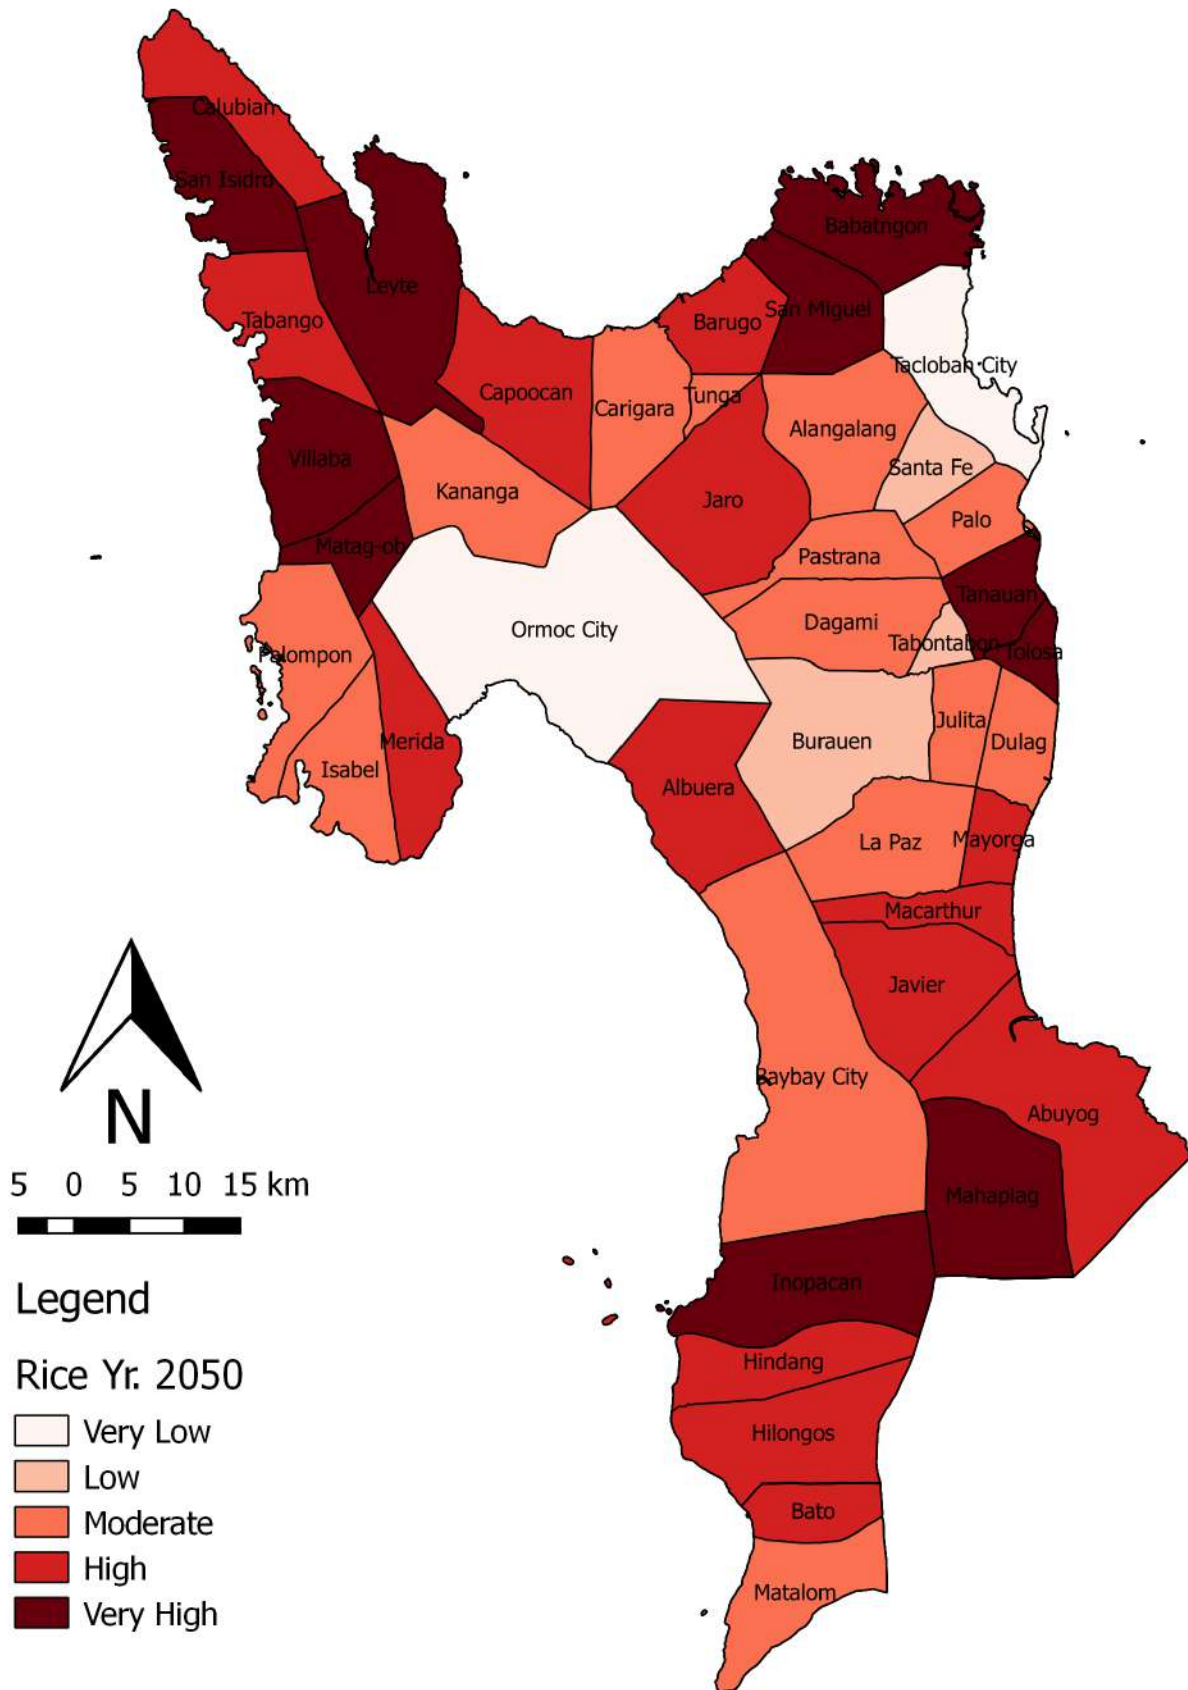 Calubian
San Isidro
Babatngon
Leyte
San Miguel
Tabango
Barugo
Tacloban City
Capoocan
Tunga
Carigara
Alangalang
Villaba
Santa Fe
Kananga
Jaro
Palo
Matag-ob
Pastrana
Tanauan
Ormoc City
Dagami
Tabontabon
Tolosa
Palompon
Julita
Merida
Burauen
Dulag
Isabel
Albuera
La Paz
Mayorga
Macarthur
Javier
Baybay City
Abuyog
N
5 0 5 10 15 km
Mahaplag
Inopacan
Legend
Hindang
Rice Yr. 2050
Very Low
Hilongos
Low
Bato
Moderate
High
Matalom
Very High